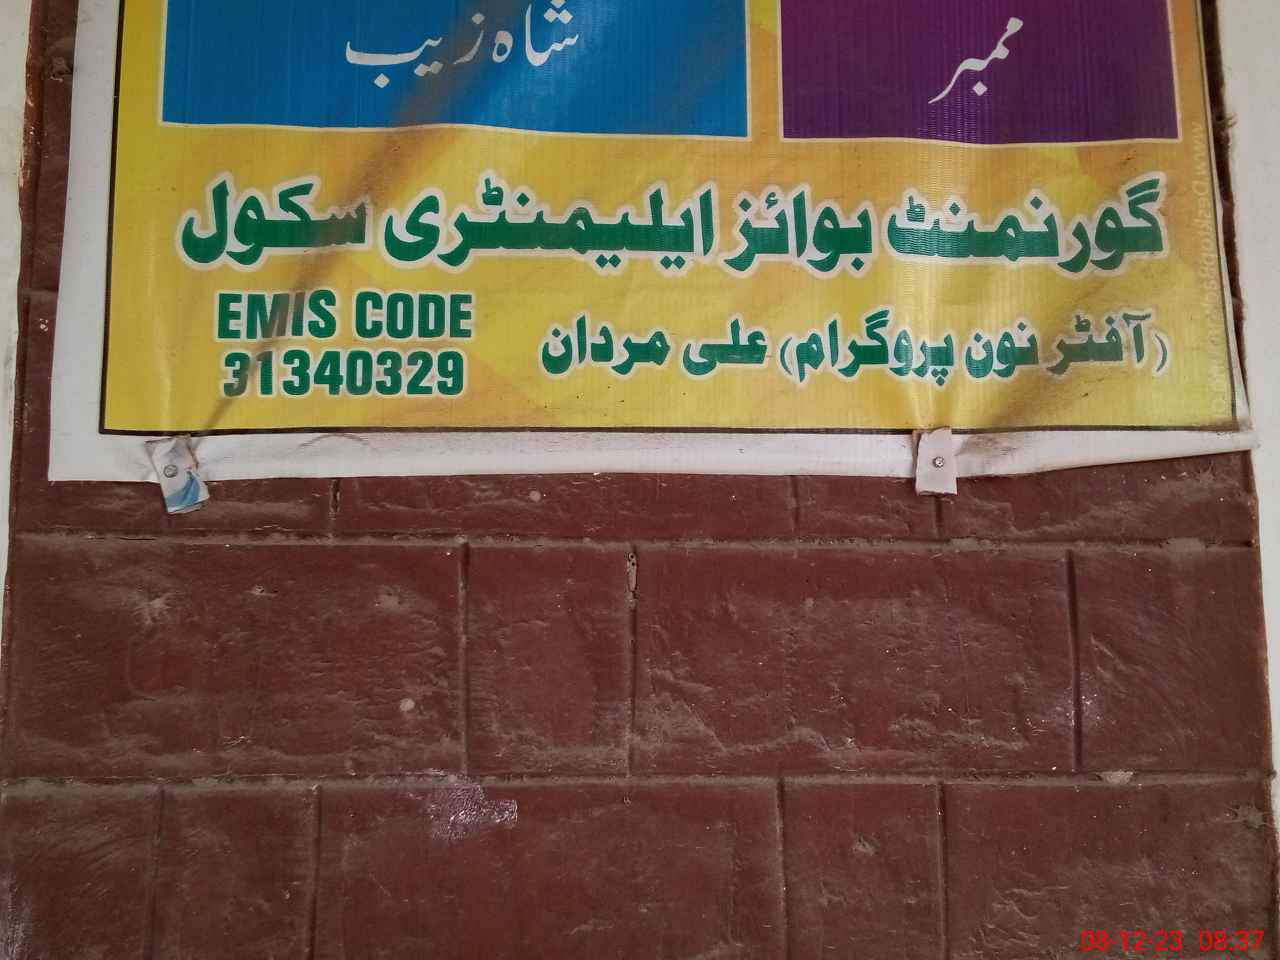 ممبر شاہ زیب
گورنمنٹ بوائز ایلیمنٹری سکول
(آفٹر نون پروگرام) علی مردان
EMIS CODE
31340329
08-12-23 08:37